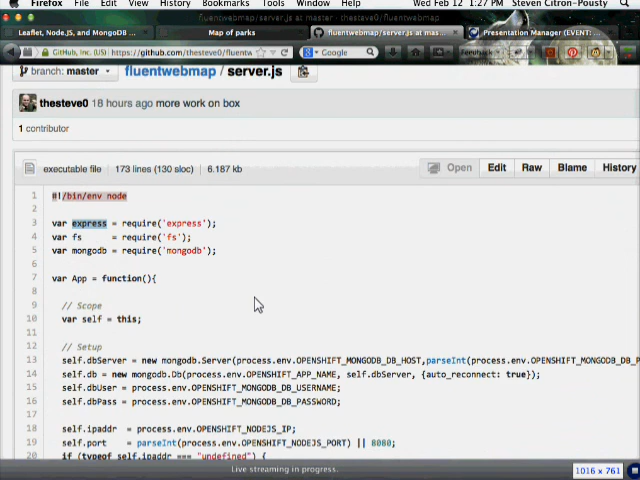 Firefox File Edit View History Bookmarks Tools Window Help Wed Feb 12 1:27 PM Steven Citron-Pousty
fluentwebmap/server.js at master · thesteve0/fluentwebmap
Leaflet, Node.JS, and MongoDB ... Map of parks fluentwebmap/server.js at mas... Presentation Manager (EVENT: ...
GitHub, Inc. (US) https://github.com/thesteve0/fluentw Google Feedback
branch: master fluentwebmap / server.js
thesteve0 18 hours ago more work on box
1 contributor
executable file 173 lines (130 sloc) 6.187 kb Open Edit Raw Blame History
1 #!/bin/env node
2
3 var express = require('express');
4 var fs = require('fs');
5 var mongodb = require('mongodb');
6
7 var App = function(){
8
9 // Scope
10 var self = this;
11
12 // Setup
13 self.dbServer = new mongodb.Server(process.env.OPENSHIFT_MONGODB_DB_HOST,parseInt(process.env.OPENSHIFT_MONGODB_DB_P
14 self.db = new mongodb.Db(process.env.OPENSHIFT_APP_NAME, self.dbServer, {auto_reconnect: true});
15 self.dbUser = process.env.OPENSHIFT_MONGODB_DB_USERNAME;
16 self.dbPass = process.env.OPENSHIFT_MONGODB_DB_PASSWORD;
17
18 self.ipaddr = process.env.OPENSHIFT_NODEJS_IP;
19 self.port = parseInt(process.env.OPENSHIFT_NODEJS_PORT) || 8080;
20 if (typeof self.ipaddr === "undefined") {
Live streaming in progress.
1016 x 761